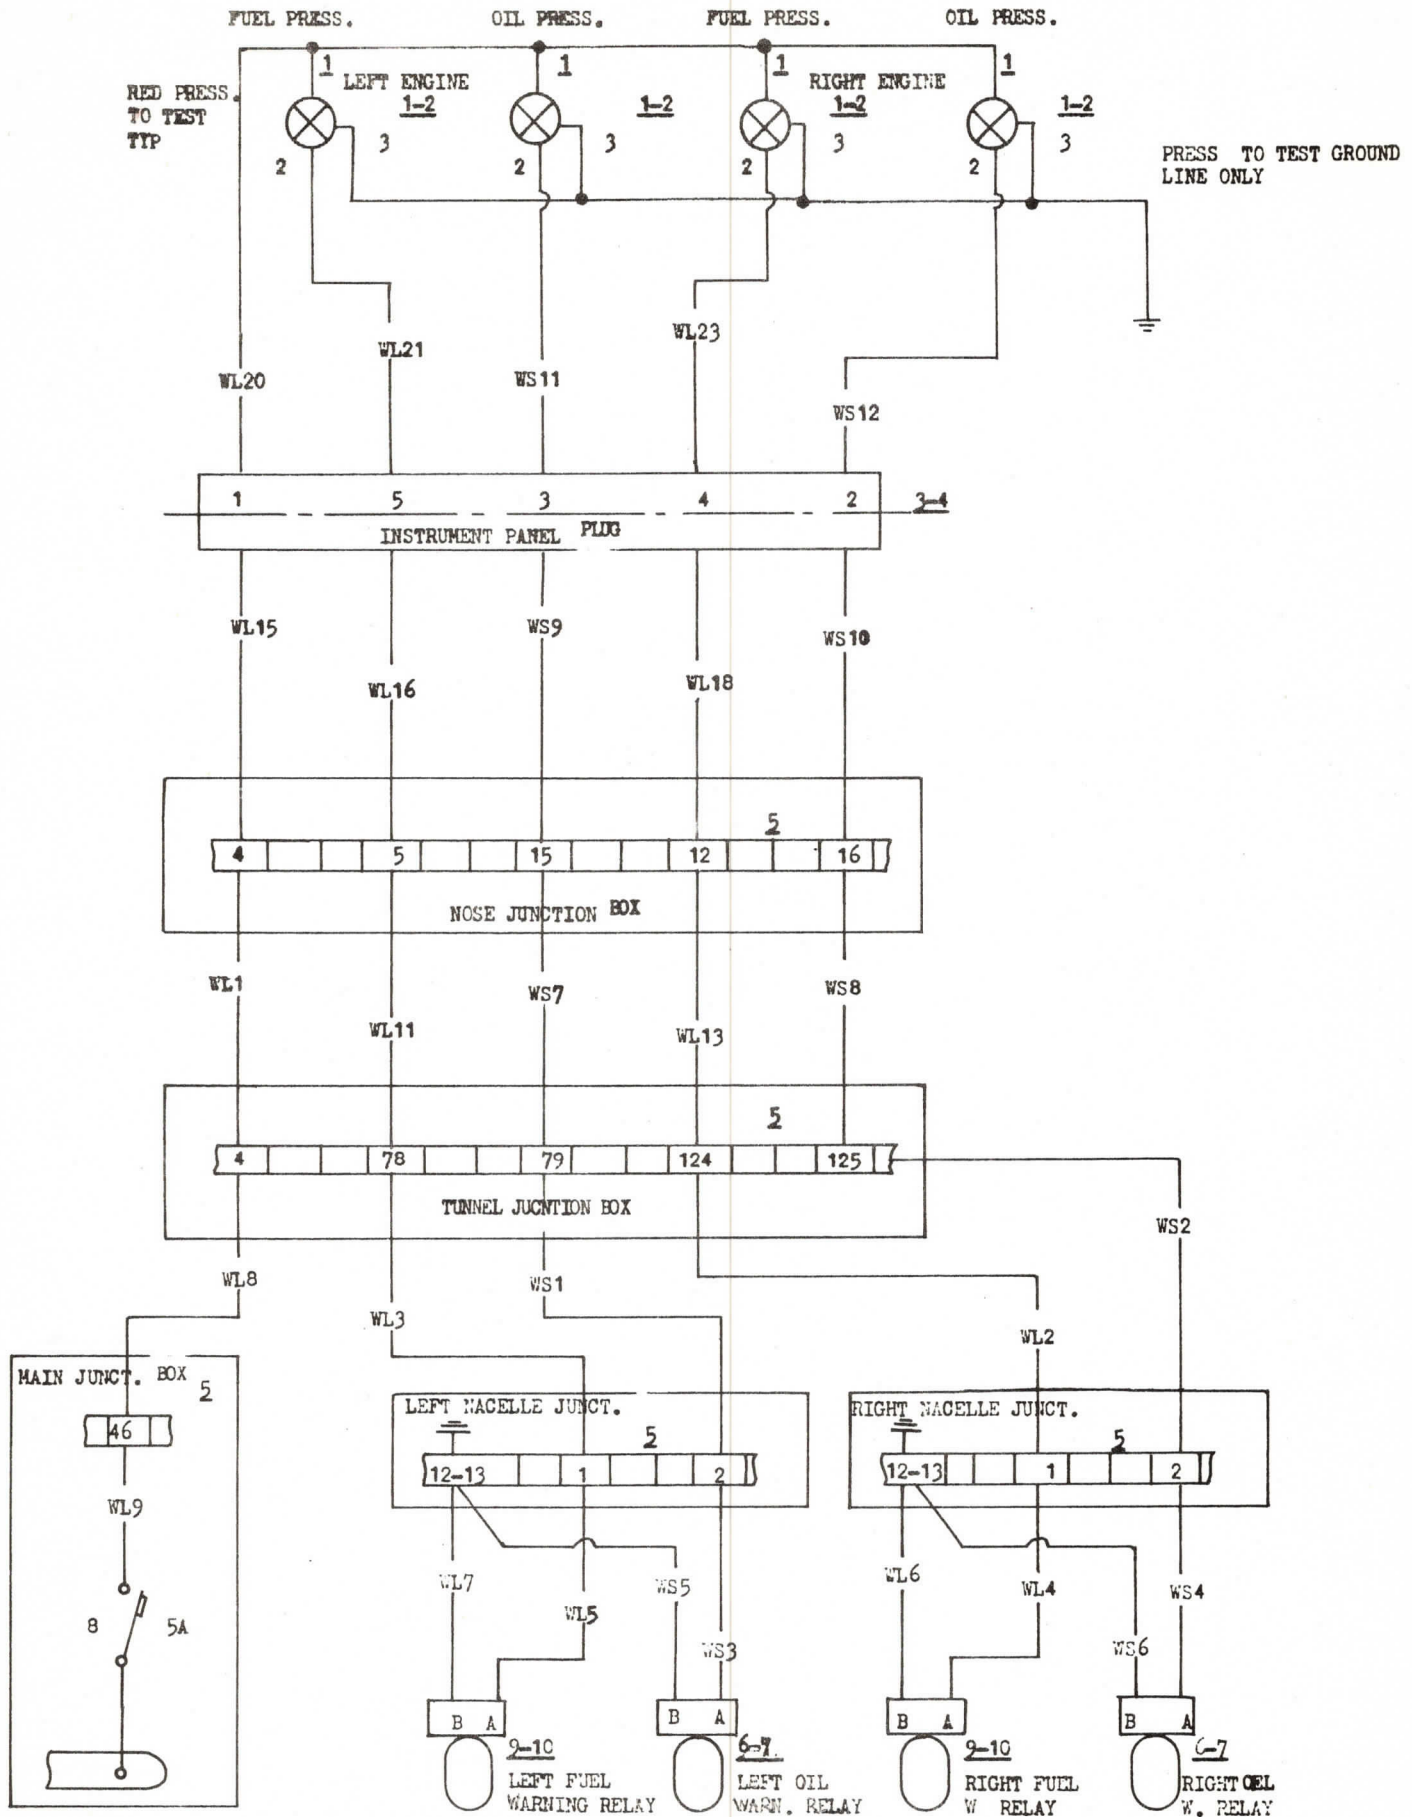 FUEL PRESS. OIL PRESS. FUEL PRESS. OIL PRESS.
1 1 1 1
LEFT ENGINE RIGHT ENGINE
RED PRESS.
TO TEST
TYP
1-2 1-2 1-2 1-2
3 3 3 3
2 2 2 2
PRESS TO TEST GROUND
LINE ONLY
WL20 WL21 WS11 WL23 WS12
1 5 3 4 2 3-4
INSTRUMENT PANEL PLUG
WL15 WL16 WS9 WL18 WS10
5
4 5 15 12 16
NOSE JUNCTION BOX
WL1 WL11 WS7 WL13 WS8
5
4 78 79 124 125
TUNNEL JUCNTION BOX
WS2
WL8 WL3 WS1 WL2
MAIN JUNCT. BOX
5
46
WL9
8 5A
LEFT NACELLE JUNCT.
5
12-13 1 2
WL7 WL5 WS5 WS3
RIGHT NACELLE JUNCT.
5
12-13 1 2
WL6 WL4 WS6 WS4
B A B A B A B A
9-10
LEFT FUEL
WARNING RELAY
6-7.
LEFT OIL
WARN. RELAY
9-10
RIGHT FUEL
W RELAY
6-7
RIGHT
W. RELAY